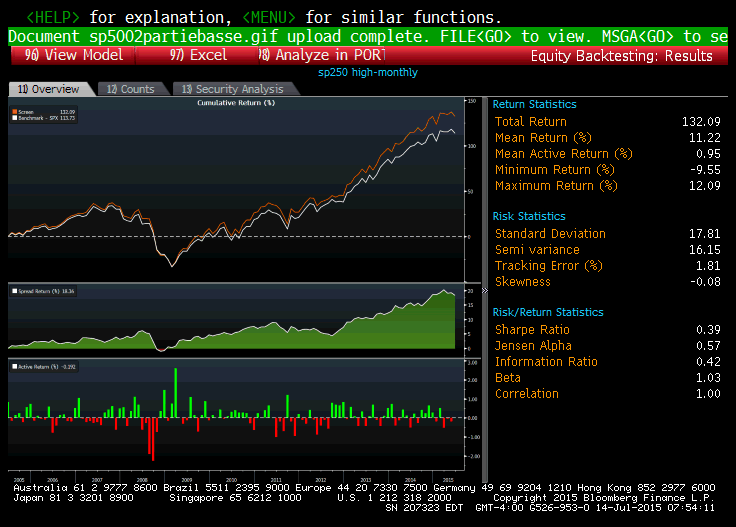 <HELP> for explanation, <MENU> for similar functions.
Document sp5002partiebasse.gif upload complete. FILE<GO> to view. MSGA<GO> to se
96) View Model 97) Excel 98) Analyze in PORT Equity Backtesting: Results
sp250 high-monthly
11) Overview 12) Counts 13) Security Analysis
Cumulative Return (%)
Screen 132.09
Benchmark - SPX 113.73
150
100
50
0
-50
Spread Return (%) 18.36
20
15
10
5
0
Active Return (%) -0.192
3.00
2.00
1.00
0.00
-1.00
-2.00
2005 2006 2007 2008 2009 2010 2011 2012 2013 2014 2015
Return Statistics
Total Return 132.09
Mean Return (%) 11.22
Mean Active Return (%) 0.95
Minimum Return (%) -9.55
Maximum Return (%) 12.09
Risk Statistics
Standard Deviation 17.81
Semi variance 16.15
Tracking Error (%) 1.81
Skewness -0.08
Risk/Return Statistics
Sharpe Ratio 0.39
Jensen Alpha 0.57
Information Ratio 0.42
Beta 1.03
Correlation 1.00
Australia 61 2 9777 8600 Brazil 5511 2395 9000 Europe 44 20 7330 7500 Germany 49 69 9204 1210 Hong Kong 852 2977 6000
Japan 81 3 3201 8900 Singapore 65 6212 1000 U.S. 1 212 318 2000 Copyright 2015 Bloomberg Finance L.P.
SN 207323 EDT GMT-4:00 G526-953-0 14-Jul-2015 07:54:11